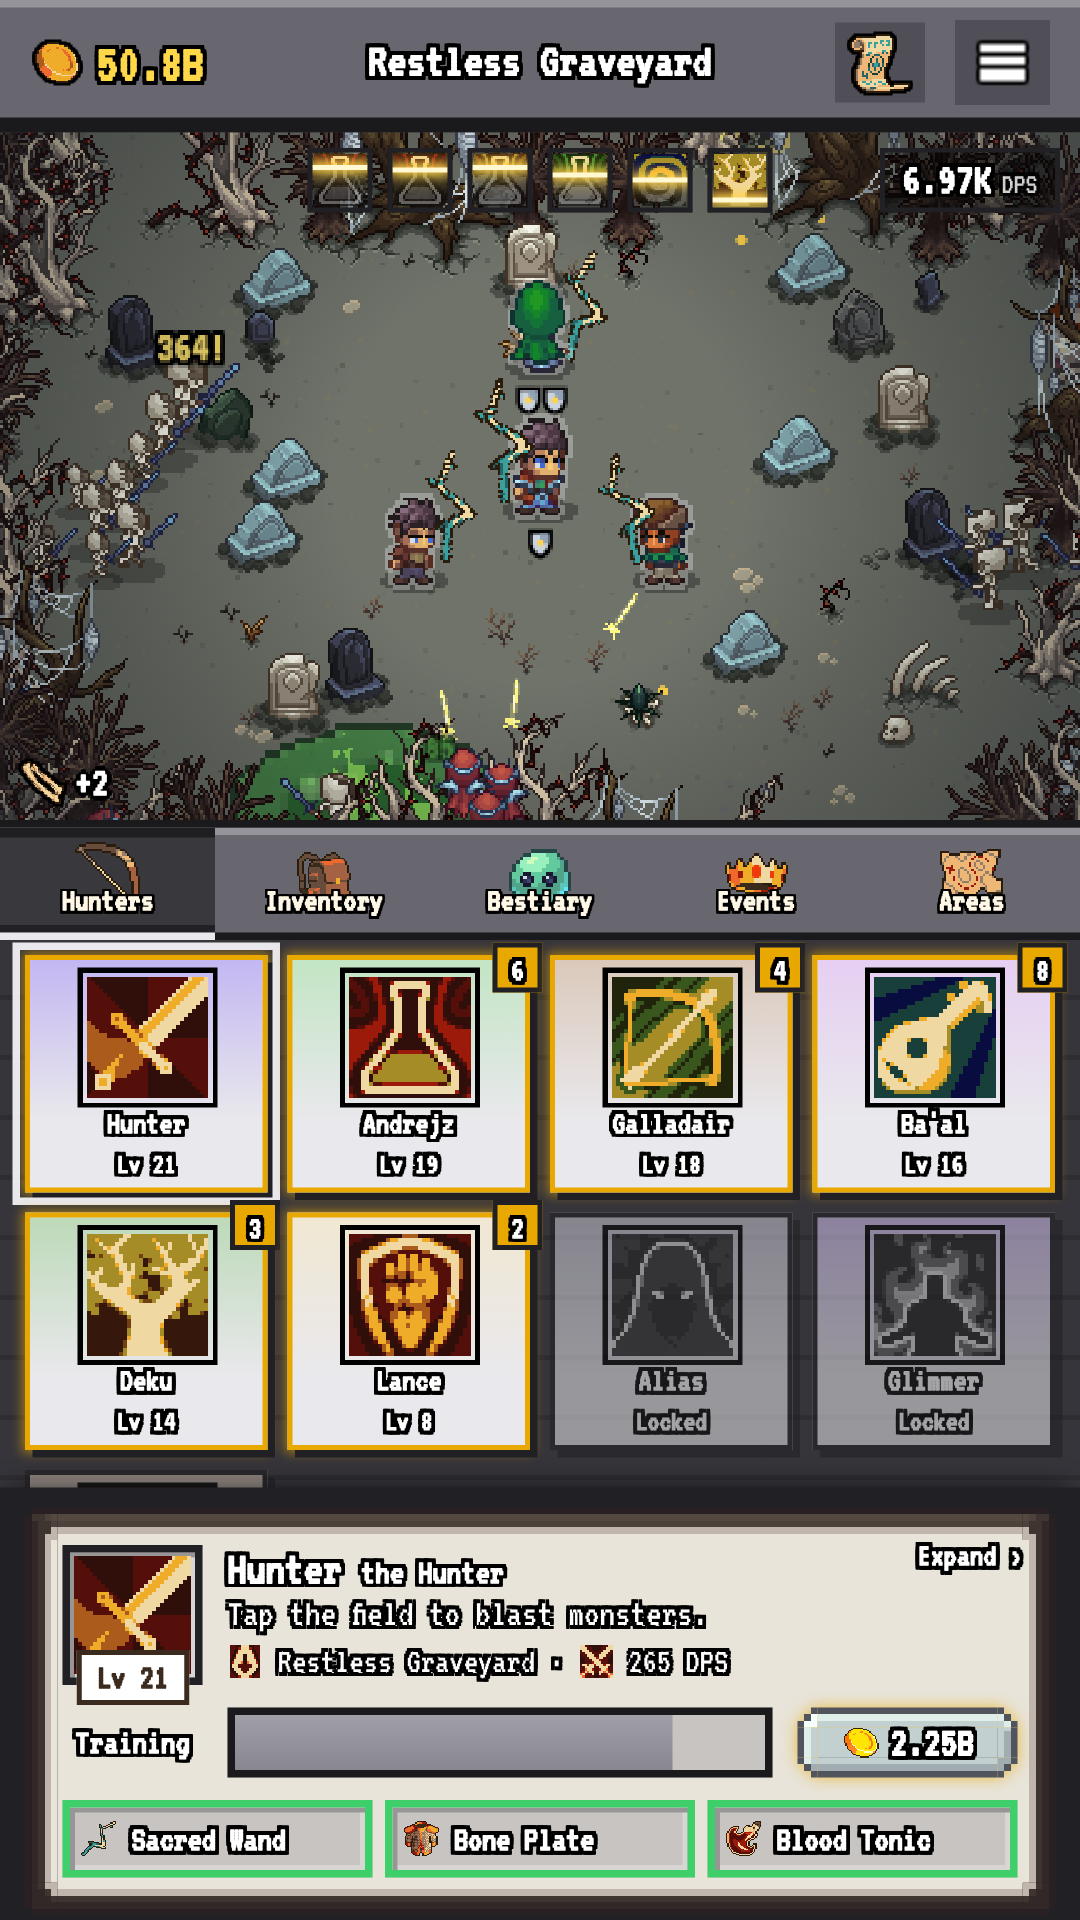 50.8B
Restless Graveyard
6.97K DPS
364!
+2
Hunters
Inventory
Bestiary
Events
Areas
6
4
8
Hunter
Andrejz
Galladair
Ba'al
Lv 21
Lv 19
Lv 18
Lv 16
3
2
Deku
Lance
Alias
Glimmer
Lv 14
Lv 8
Locked
Locked
Hunter the Hunter
Expand ›
Tap the field to blast monsters.
Restless Graveyard · 265 DPS
Lv 21
Training
2.25B
Sacred Wand
Bone Plate
Blood Tonic